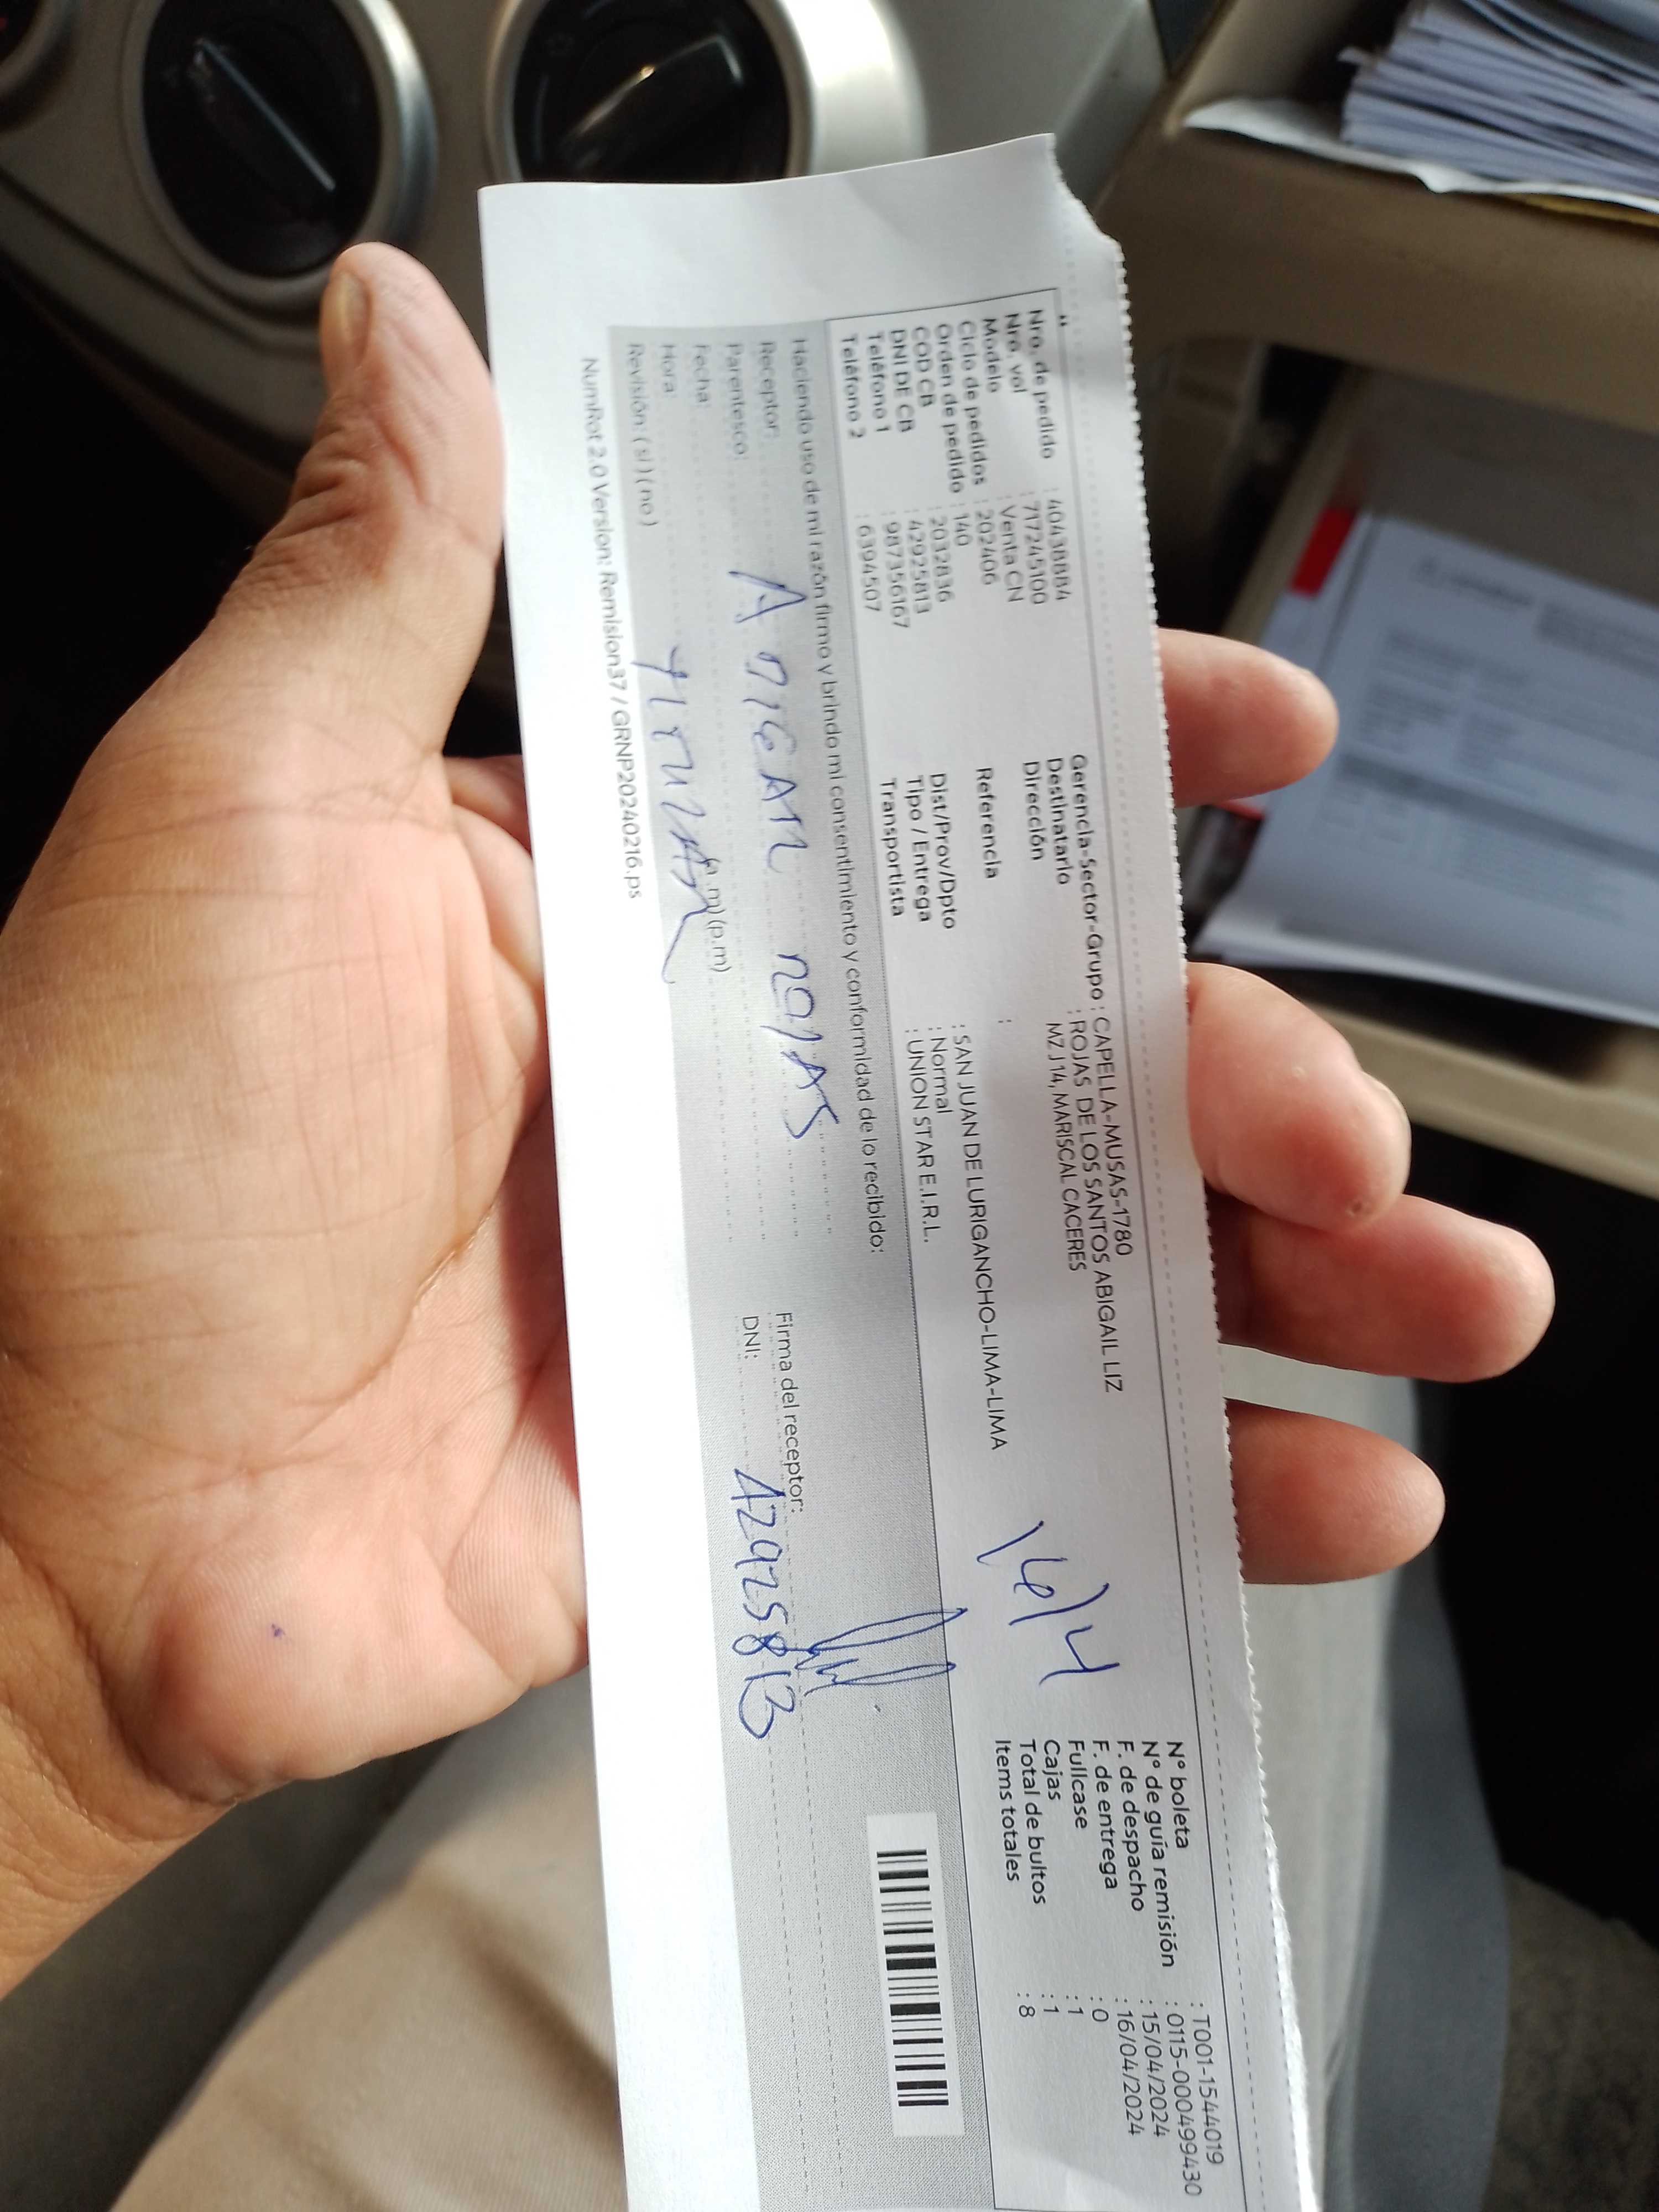 Nro. de pedido : 40438884
Nro. vol : 717245100
Modelo : Venta CN
Ciclo de pedidos : 202406
Orden de pedido : 140
COD CB : 2032836
DNI DE CB : 42925813
Teléfono 1 : 987356167
Teléfono 2 : 6394507
Gerencia-Sector-Grupo : CAPELLA-MUSAS-1780
Destinatario : ROJAS DE LOS SANTOS ABIGAIL LIZ
Dirección MZ J 14, MARISCAL CACERES
Referencia :
Dist/Prov/Dpto : SAN JUAN DE LURIGANCHO-LIMA-LIMA
Tipo / Entrega : Normal
Transportista : UNION STAR E.I.R.L.
16/4
N° boleta : T001-1544019
N° de guía remisión : 0115-000499430
F. de despacho : 15/04/2024
F. de entrega : 16/04/2024
Fullcase : 0
Cajas : 1
Total de bultos : 1
Items totales : 8
Haciendo uso de mi razón firmo y brindo mi consentimiento y conformidad de lo recibido:
Receptor:
Parentesco:
Fecha:
Hora: (a.m) (p.m)
Revisión: ( si ) ( no )
ROJAS
TITULAR
Firma del receptor:
DNI: 42925813
NumRot 2.0 Version: Remision37 / GRNP20240216.ps